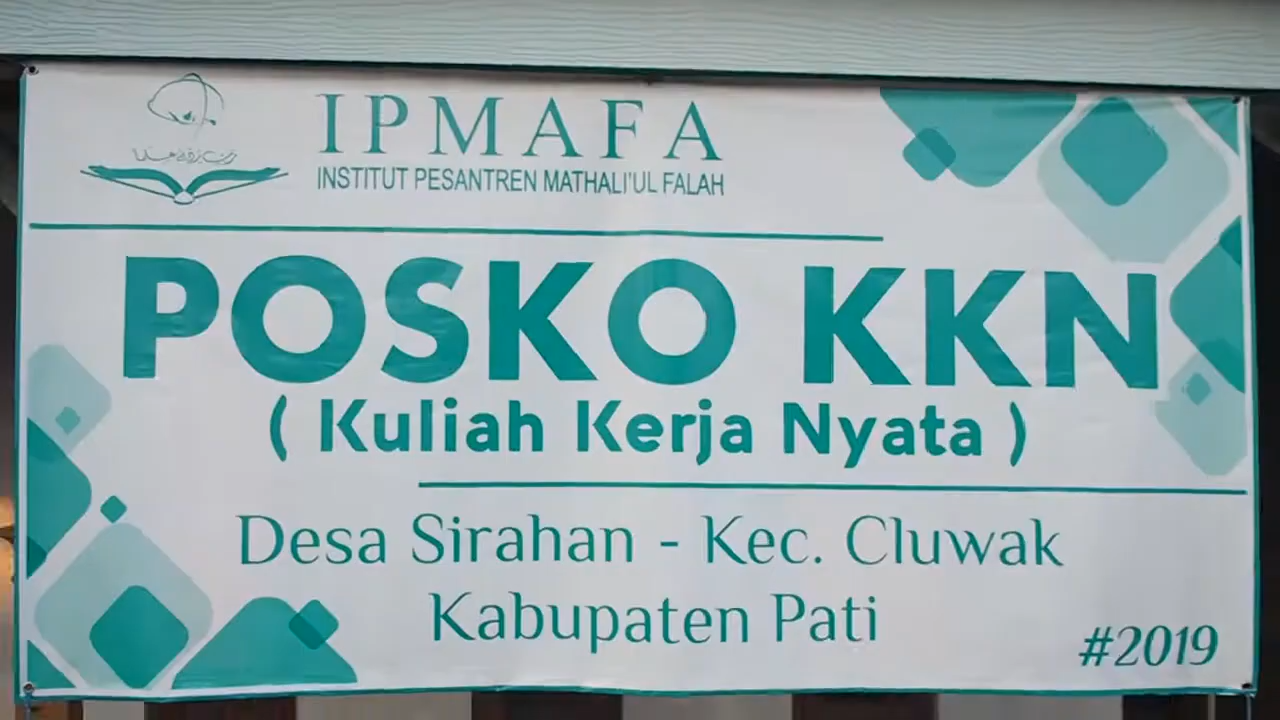 IPMAFA
INSTITUT PESANTREN MATHALI'UL FALAH
POSKO KKN
( Kuliah Kerja Nyata )
Desa Sirahan - Kec. Cluwak
Kabupaten Pati
#2019